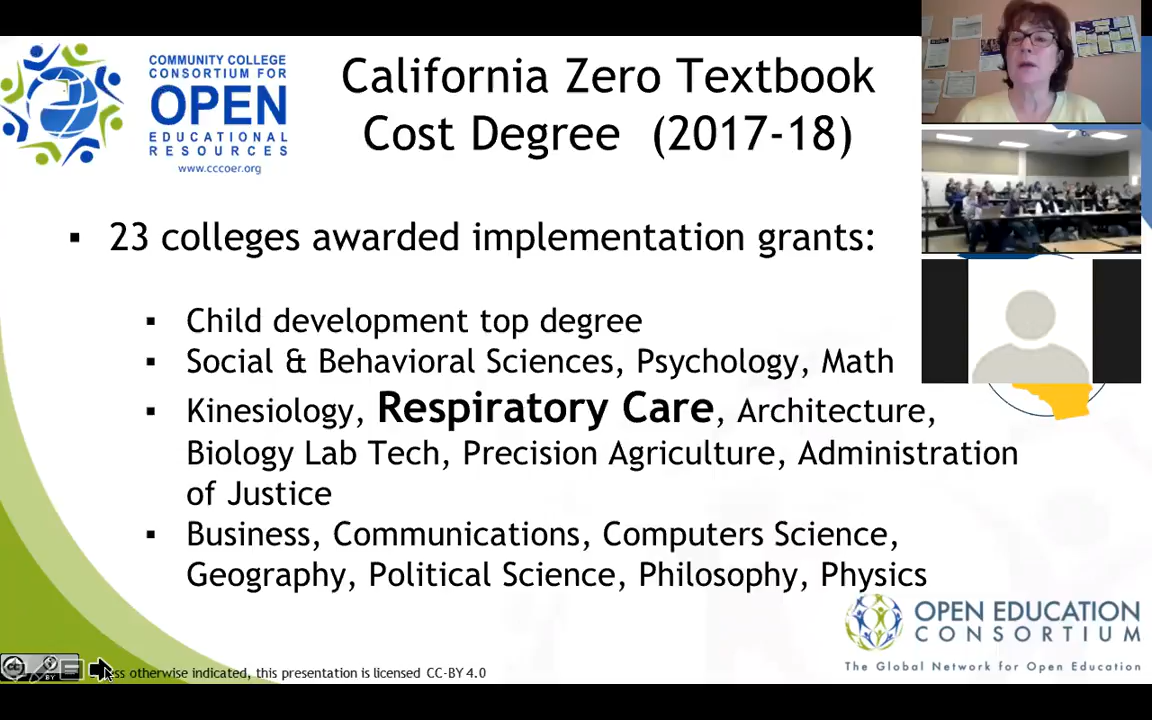 COMMUNITY COLLEGE
CONSORTIUM FOR
OPEN
EDUCATIONAL
RESOURCES
www.cccoer.org
California Zero Textbook
Cost Degree (2017-18)
▪ 23 colleges awarded implementation grants:
▪ Child development top degree
▪ Social & Behavioral Sciences, Psychology, Math
▪ Kinesiology, Respiratory Care, Architecture,
Biology Lab Tech, Precision Agriculture, Administration
of Justice
▪ Business, Communications, Computers Science,
Geography, Political Science, Philosophy, Physics
OPEN EDUCATION
CONSORTIUM
The Global Network for Open Education
cc
BY
otherwise indicated, this presentation is licensed CC-BY 4.0